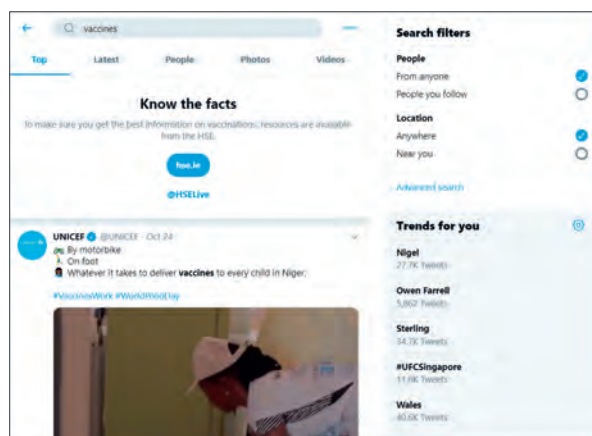 vaccines
Top Latest People Photos Videos
Know the facts
To make sure you get the best information on vaccinations, resources are available
from the HSE.
hse.ie
@HSELive
UNICEF @UNICEF · Oct 24
By motorbike
On foot
Whatever it takes to deliver vaccines to every child in Niger.
#VaccinesWork #WorldPolioDay
Search filters
People
From anyone
People you follow
Location
Anywhere
Near you
Advanced search
Trends for you
Nigel
27.7K Tweets
Owen Farrell
5,862 Tweets
Sterling
34.7K Tweets
#UFCSingapore
11.6K Tweets
Wales
40.6K Tweets